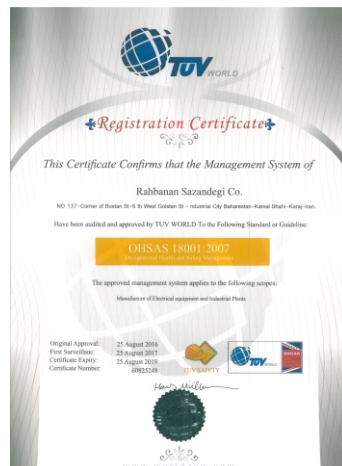 TUV WORLD
Registration Certificate
This Certificate Confirms that the Management System of
Rahbanan Sazandegi Co.
NO 137-Corner of Bustan St-6 th West Golstan St - ndustrial City Baharestan-Kamal Shahr-Karaj-Iran.
Have been audited and approved by TUV WORLD To the Following Standard or Guideline:
OHSAS 18001:2007
Occupational Health and Safety Management
The approved management system applies to the following scopes:
Manufacture of Electrical equipment and Industrial Plants
Original Approval: 25 August 2016
First Surveillanc: 25 August 2017
Certificate Expiry: 25 August 2019
Certificate Number: 60825248
TUV SAFETY
TUV WORLD